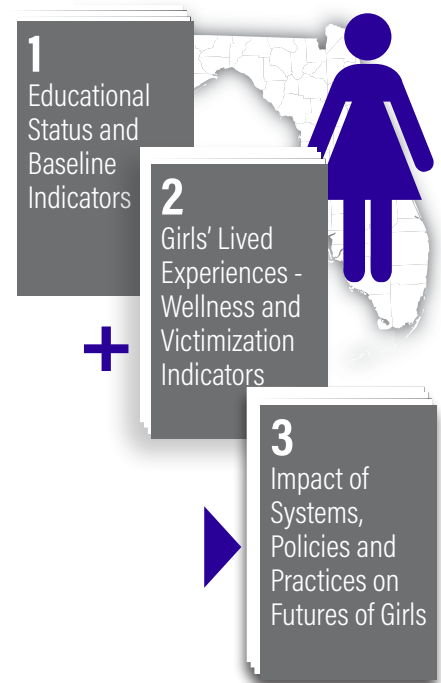 1
Educational
Status and
Baseline
Indicators
2
Girls' Lived
Experiences -
Wellness and
Victimization
Indicators
+
3
Impact of
Systems,
Policies and
Practices on
Futures of Girls